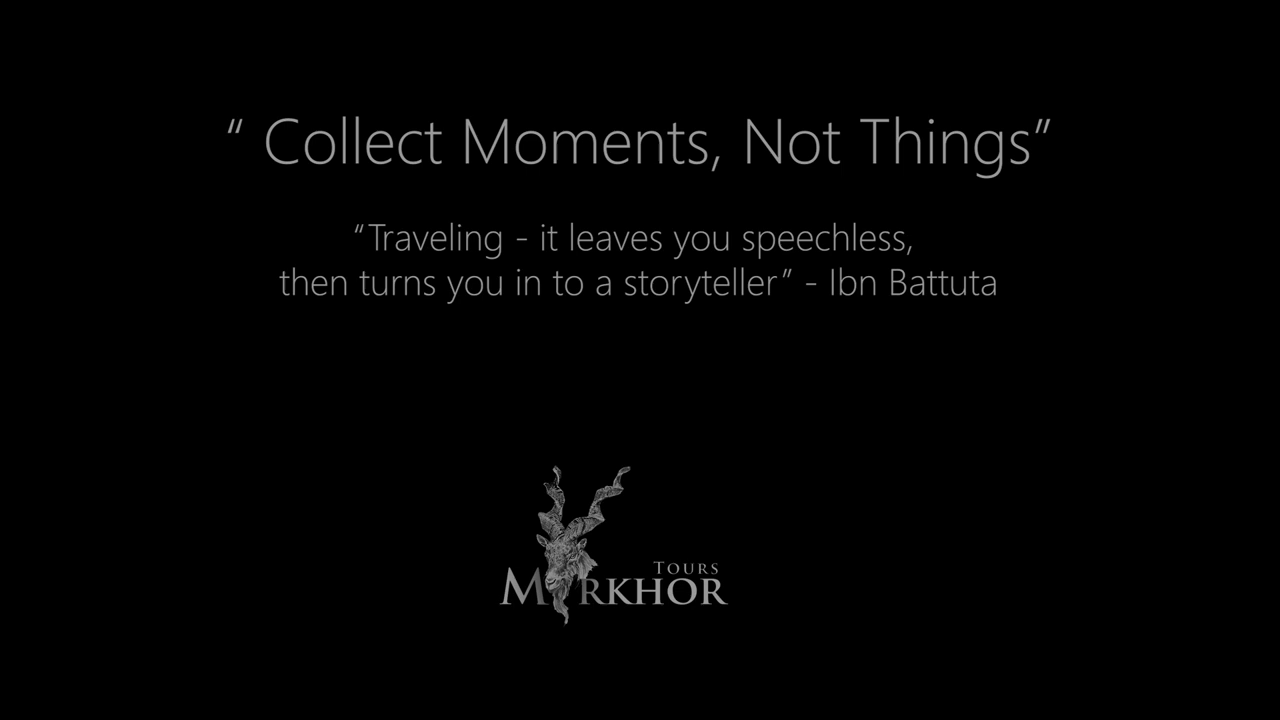 “ Collect Moments, Not Things”
“Traveling - it leaves you speechless,
then turns you in to a storyteller” - Ibn Battuta
TOURS
MARKHOR